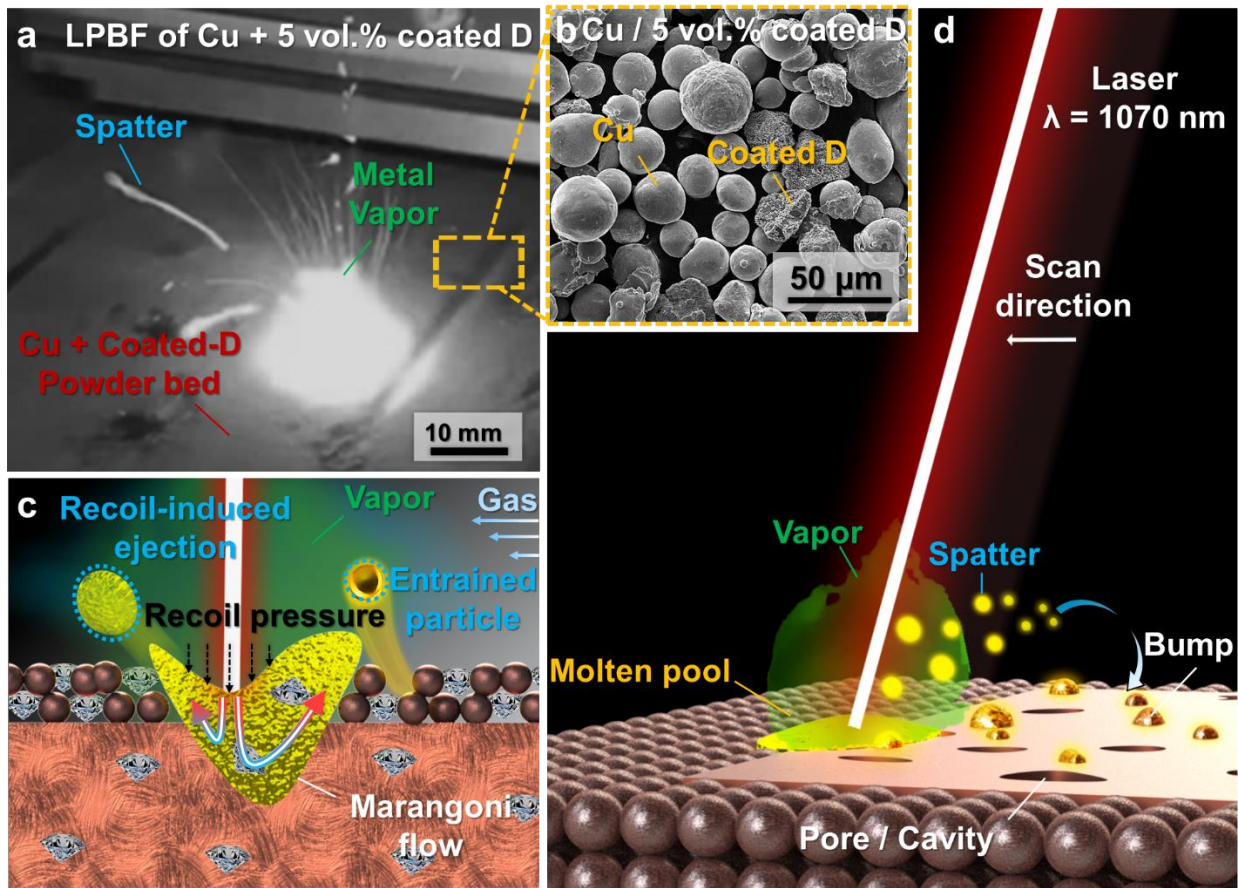 a LPBF of Cu + 5 vol.% coated D
Spatter
Metal
Vapor
Cu + Coated-D
Powder bed
10 mm
b Cu / 5 vol.% coated D
Cu
Coated D
50 µm
c
Recoil-induced
ejection
Vapor
Gas
Entrained
particle
Recoil pressure
Marangoni
flow
d
Laser
λ = 1070 nm
Scan
direction
Vapor
Spatter
Bump
Molten pool
Pore / Cavity